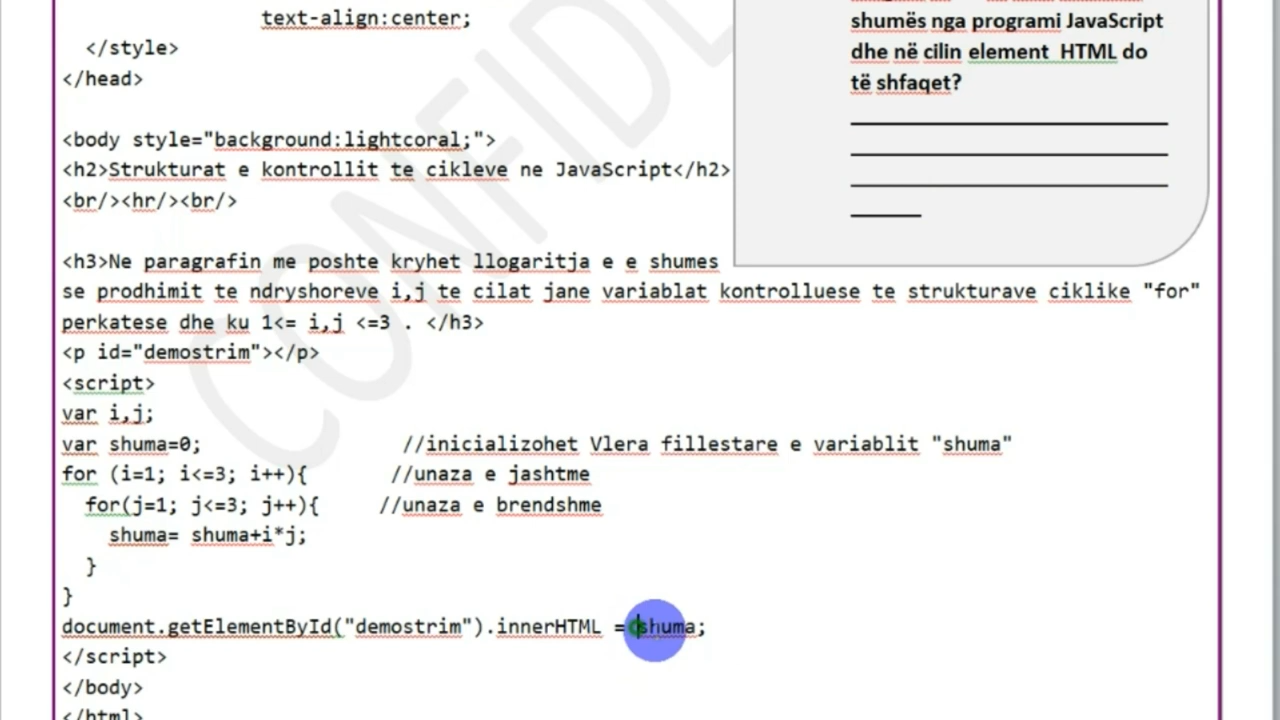 text-align:center;
</style>
</head>
<body style="background:lightcoral;">
<h2>Strukturat e kontrollit te cikleve ne JavaScript</h2>
<br/><hr/><br/>
<h3>Ne paragrafin me poshte kryhet llogaritja e e shumes
se prodhimit te ndryshoreve i,j te cilat jane variablat kontrolluese te strukturave ciklike "for"
perkatese dhe ku 1<= i,j <=3 . </h3>
<p id="demostrim"></p>
<script>
var i,j;
var shuma=0; //inicializohet Vlera fillestare e variablit "shuma"
for (i=1; i<=3; i++){ //unaza e jashtme
for(j=1; j<=3; j++){ //unaza e brendshme
shuma= shuma+i*j;
}
}
document.getElementById("demostrim").innerHTML = shuma;
</script>
</body>
</html>
shumës nga programi JavaScript
dhe në cilin element HTML do
të shfaqet?
CONFID